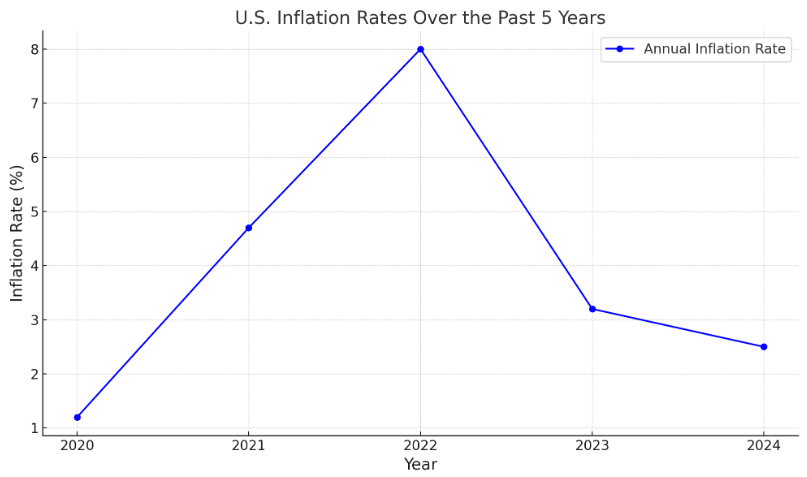 U.S. Inflation Rates Over the Past 5 Years
Annual Inflation Rate
Inflation Rate (%)
8
7
6
5
4
3
2
1
2020 2021 2022 2023 2024
Year